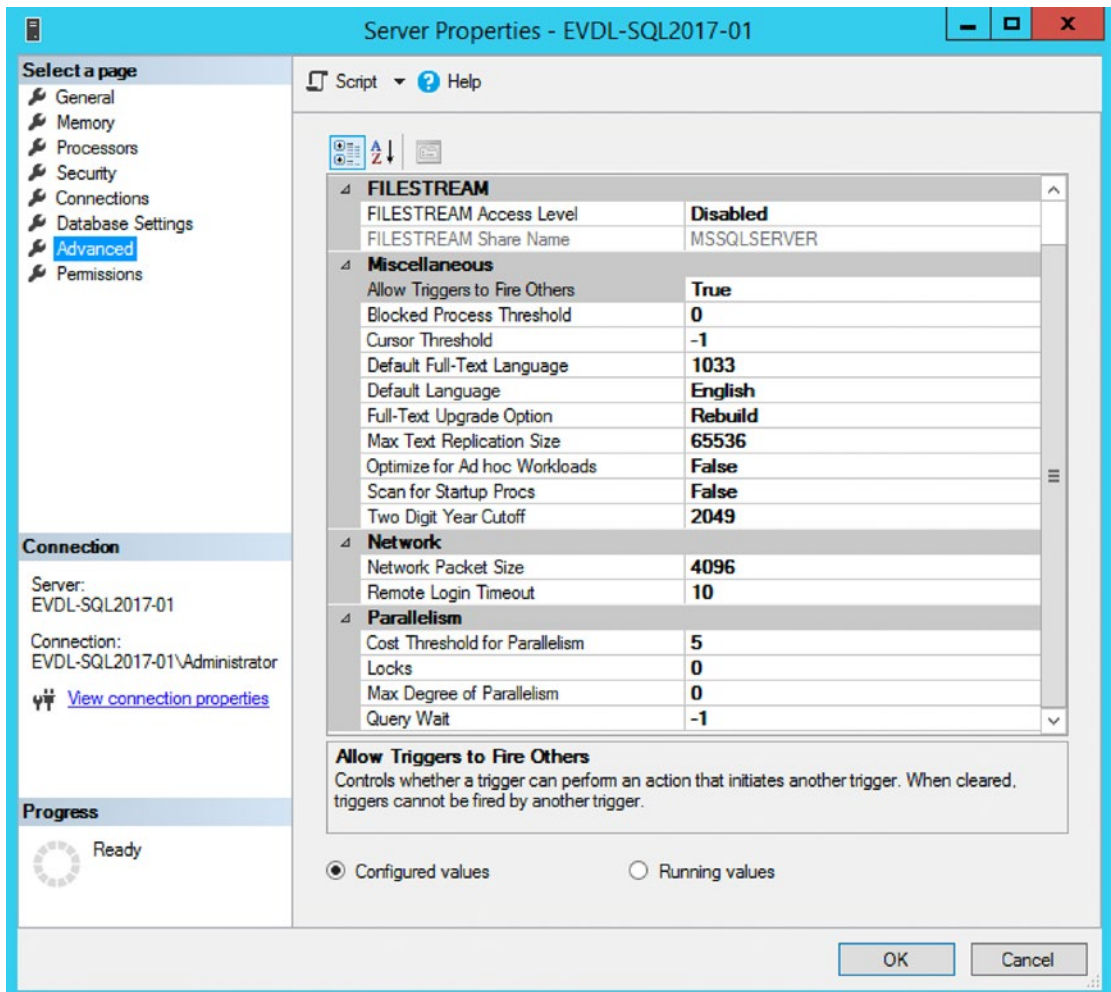 Server Properties - EVDL-SQL2017-01
Select a page
General
Memory
Processors
Security
Connections
Database Settings
Advanced
Permissions
Connection
Server:
EVDL-SQL2017-01
Connection:
EVDL-SQL2017-01\Administrator
View connection properties
Progress
Ready
Script Help
FILESTREAM
FILESTREAM Access Level Disabled
FILESTREAM Share Name MSSQLSERVER
Miscellaneous
Allow Triggers to Fire Others True
Blocked Process Threshold 0
Cursor Threshold -1
Default Full-Text Language 1033
Default Language English
Full-Text Upgrade Option Rebuild
Max Text Replication Size 65536
Optimize for Ad hoc Workloads False
Scan for Startup Procs False
Two Digit Year Cutoff 2049
Network
Network Packet Size 4096
Remote Login Timeout 10
Parallelism
Cost Threshold for Parallelism 5
Locks 0
Max Degree of Parallelism 0
Query Wait -1
Allow Triggers to Fire Others
Controls whether a trigger can perform an action that initiates another trigger. When cleared,
triggers cannot be fired by another trigger.
Configured values Running values
OK Cancel